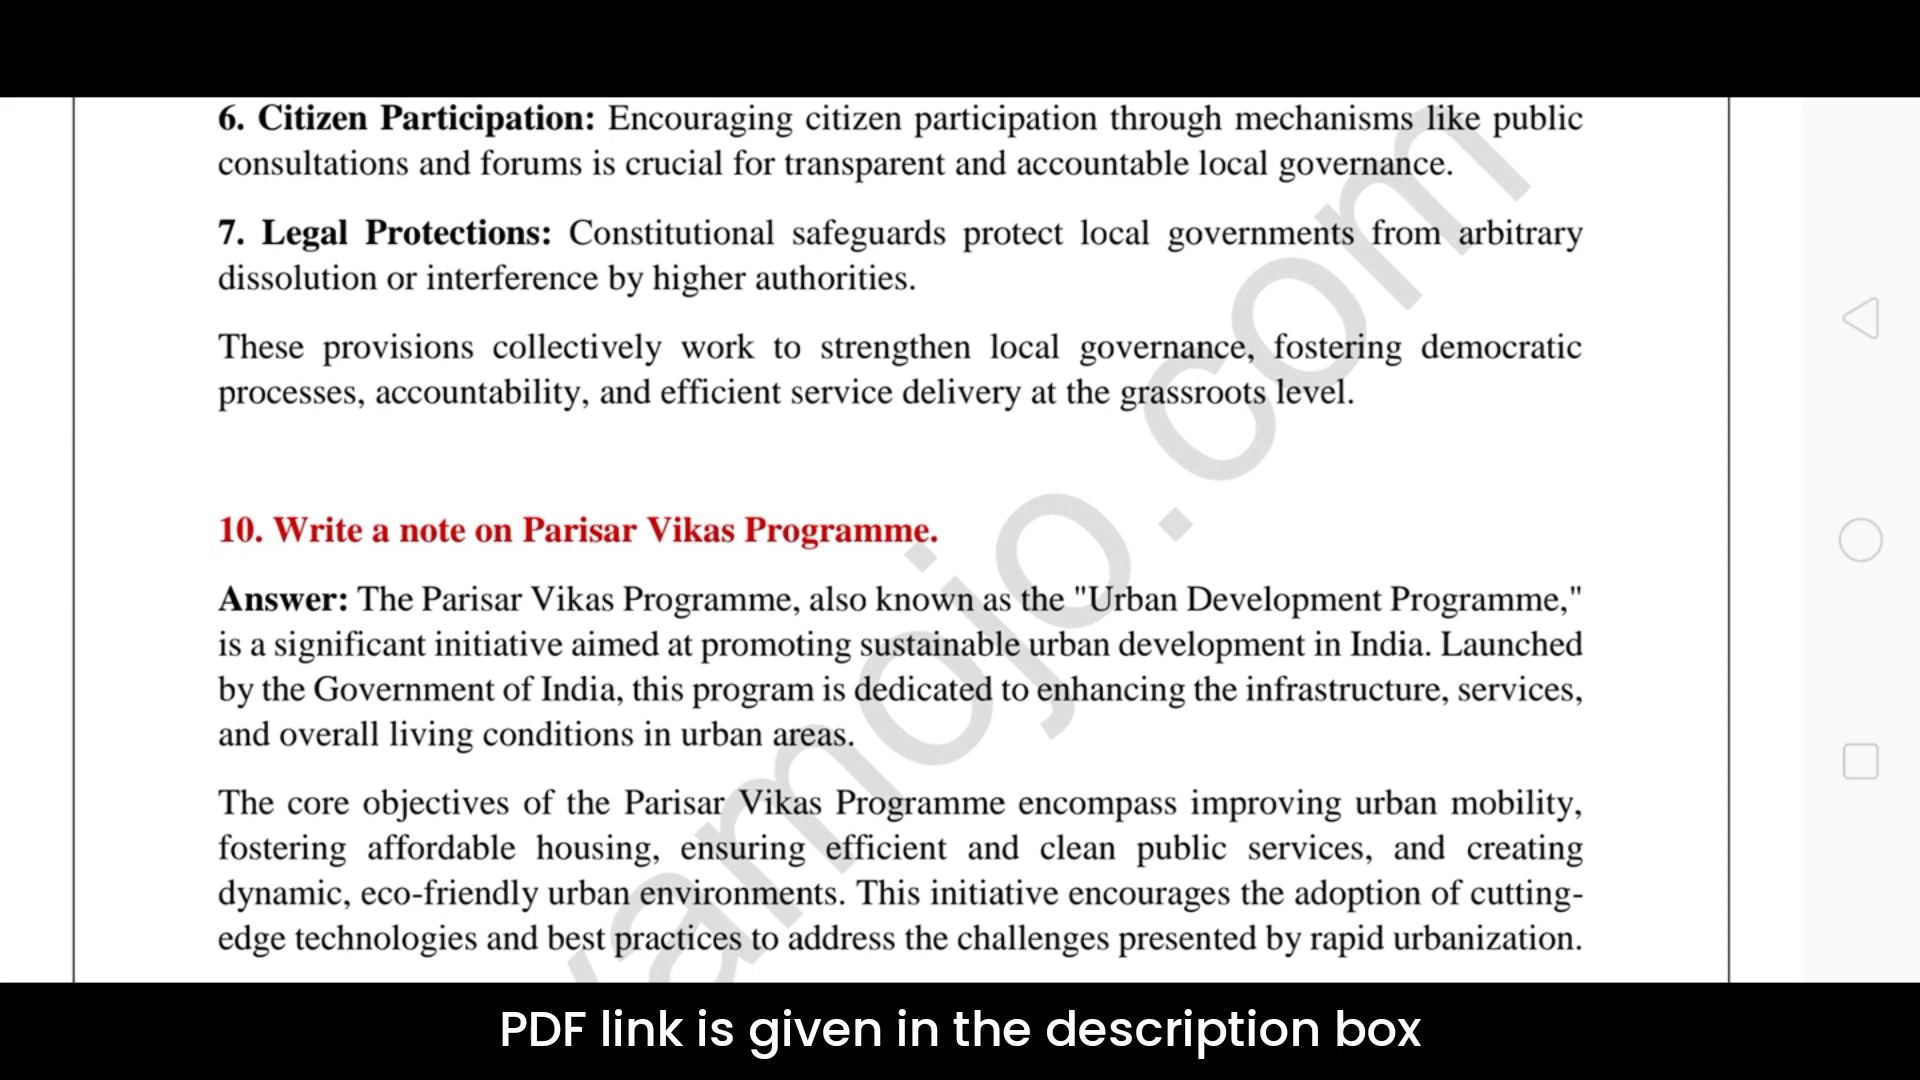 6. Citizen Participation: Encouraging citizen participation through mechanisms like public
consultations and forums is crucial for transparent and accountable local governance.
7. Legal Protections: Constitutional safeguards protect local governments from arbitrary
dissolution or interference by higher authorities.
These provisions collectively work to strengthen local governance, fostering democratic
processes, accountability, and efficient service delivery at the grassroots level.
10. Write a note on Parisar Vikas Programme.
Answer: The Parisar Vikas Programme, also known as the "Urban Development Programme,"
is a significant initiative aimed at promoting sustainable urban development in India. Launched
by the Government of India, this program is dedicated to enhancing the infrastructure, services,
and overall living conditions in urban areas.
The core objectives of the Parisar Vikas Programme encompass improving urban mobility,
fostering affordable housing, ensuring efficient and clean public services, and creating
dynamic, eco-friendly urban environments. This initiative encourages the adoption of cutting-
edge technologies and best practices to address the challenges presented by rapid urbanization.
amojo.com
PDF link is given in the description box